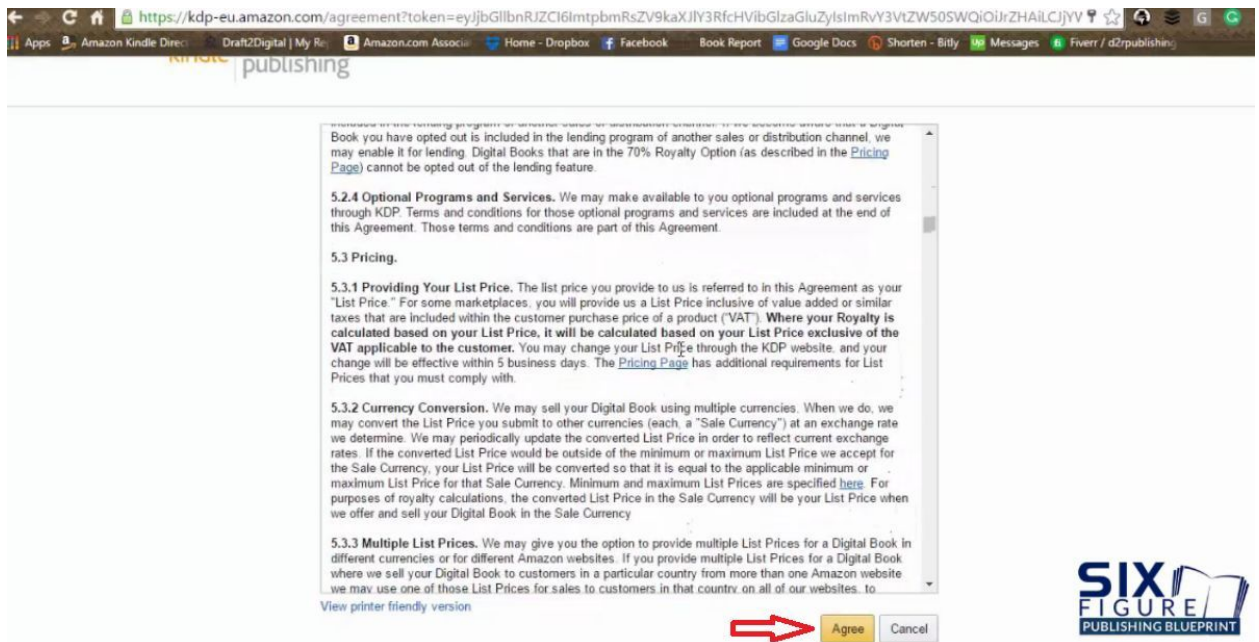 https://kdp-eu.amazon.com/agreement?token=
Apps Amazon Kindle Direc Draft2Digital | My Re Amazon.com Associa Home - Dropbox Facebook Book Report Google Docs Shorten - Bitly Messages Fiverr / d2rpublishing
publishing
Book you have opted out is included in the lending program of another sales or distribution channel, we
may enable it for lending. Digital Books that are in the 70% Royalty Option (as described in the Pricing
Page) cannot be opted out of the lending feature.
5.2.4 Optional Programs and Services. We may make available to you optional programs and services
through KDP. Terms and conditions for those optional programs and services are included at the end of
this Agreement. Those terms and conditions are part of this Agreement.
5.3 Pricing.
5.3.1 Providing Your List Price. The list price you provide to us is referred to in this Agreement as your
"List Price." For some marketplaces, you will provide us a List Price inclusive of value added or similar
taxes that are included within the customer purchase price of a product ("VAT"). Where your Royalty is
calculated based on your List Price, it will be calculated based on your List Price exclusive of the
VAT applicable to the customer. You may change your List Price through the KDP website, and your
change will be effective within 5 business days. The Pricing Page has additional requirements for List
Prices that you must comply with.
5.3.2 Currency Conversion. We may sell your Digital Book using multiple currencies. When we do, we
may convert the List Price you submit to other currencies (each, a "Sale Currency") at an exchange rate
we determine. We may periodically update the converted List Price in order to reflect current exchange
rates. If the converted List Price would be outside of the minimum or maximum List Price we accept for
the Sale Currency, your List Price will be converted so that it is equal to the applicable minimum or
maximum List Price for that Sale Currency. Minimum and maximum List Prices are specified here. For
purposes of royalty calculations, the converted List Price in the Sale Currency will be your List Price when
we offer and sell your Digital Book in the Sale Currency
5.3.3 Multiple List Prices. We may give you the option to provide multiple List Prices for a Digital Book in
different currencies or for different Amazon websites. If you provide multiple List Prices for a Digital Book
where we sell your Digital Book to customers in a particular country from more than one Amazon website
we may use one of those List Prices for sales to customers in that country on all of our websites, to
View printer friendly version
Agree Cancel
SIX
FIGURE
PUBLISHING BLUEPRINT